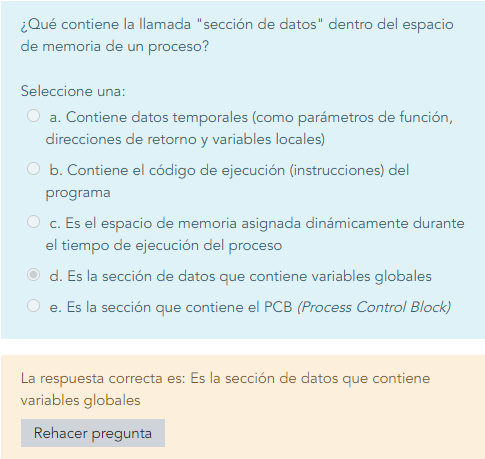 ¿Qué contiene la llamada "sección de datos" dentro del espacio
de memoria de un proceso?
Seleccione una:
a. Contiene datos temporales (como parámetros de función,
direcciones de retorno y variables locales)
b. Contiene el código de ejecución (instrucciones) del
programa
c. Es el espacio de memoria asignada dinámicamente durante
el tiempo de ejecución del proceso
d. Es la sección de datos que contiene variables globales
e. Es la sección que contiene el PCB (Process Control Block)
La respuesta correcta es: Es la sección de datos que contiene
variables globales
Rehacer pregunta